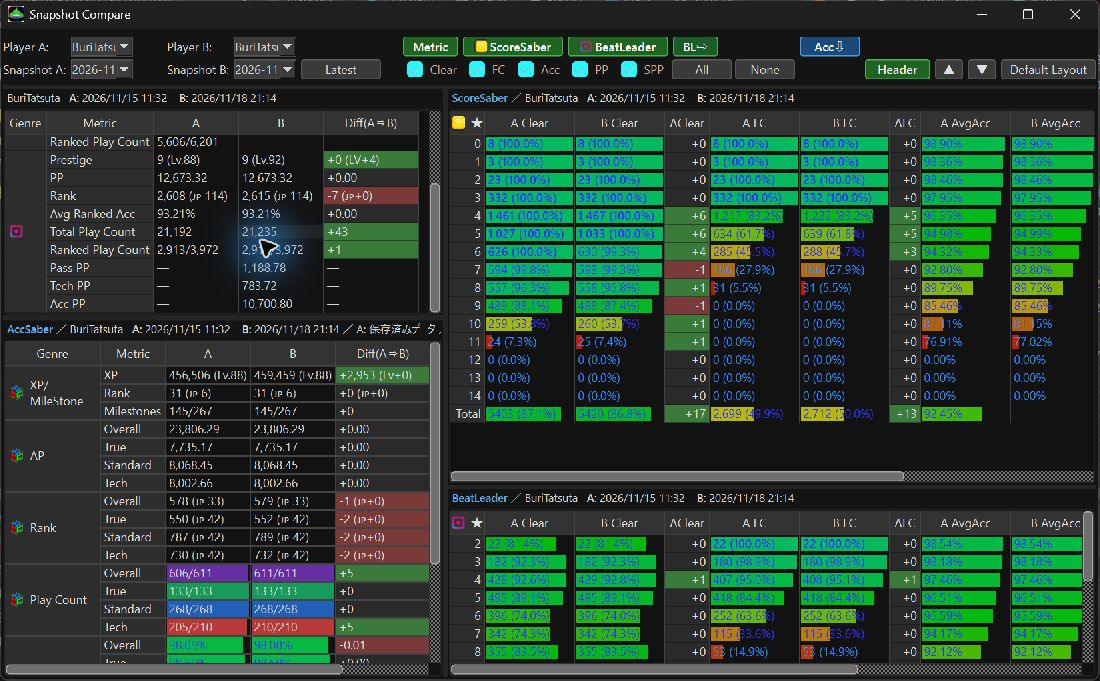 Snapshot Compare
Player A: BuriTatsu Player B: BuriTatsu Metric ScoreSaber BeatLeader BL⇨ Acc⇩
Snapshot A: 2026-11 Snapshot B: 2026-11 Latest Clear FC Acc PP SPP All None Header ▲ ▼ Default Layout
BuriTatsuta A: 2026/11/15 11:32 B: 2026/11/18 21:14
Genre Metric A B Diff(A⇒B)
Ranked Play Count 5,606/6,201
Prestige 9 (Lv.88) 9 (Lv.92) +0 (LV+4)
PP 12,673.32 12,673.32 +0.00
Rank 2,608 (JP 114) 2,615 (JP 114) -7 (JP+0)
Avg Ranked Acc 93.21% 93.21% +0.00
Total Play Count 21,192 21,235 +43
Ranked Play Count 2,913/3,972 +1
Pass PP — 1,188.78 —
Tech PP — 783.72 —
Acc PP — 10,700.80 —
AccSaber / BuriTatsuta A: 2026/11/15 11:32 B: 2026/11/18 21:14 / A: 保存済みデータ
Genre Metric A B Diff(A⇒B)
XP/MileStone
XP 456,506 (Lv.88) 459,459 (Lv.88) +2,953 (Lv+0)
Rank 31 (JP 6) 31 (JP 6) +0 (JP+0)
Milestones 145/267 145/267 +0
AP
Overall 23,806.29 23,806.29 +0.00
True 7,735.17 7,735.17 +0.00
Standard 8,068.45 8,068.45 +0.00
Tech 8,002.66 8,002.66 +0.00
Rank
Overall 578 (JP 33) 579 (JP 33) -1 (JP+0)
True 550 (JP 42) 552 (JP 42) -2 (JP+0)
Standard 787 (JP 42) 789 (JP 42) -2 (JP+0)
Tech 730 (JP 42) 732 (JP 42) -2 (JP+0)
Play Count
Overall 606/611 611/611 +5
True 133/133 133/133 +0
Standard 268/268 268/268 +0
Tech 205/210 210/210 +5
Overall 98.09% 98.08% -0.01
ScoreSaber / BuriTatsuta A: 2026/11/15 11:32 B: 2026/11/18 21:14
★ A Clear B Clear ΔClear A FC B FC ΔFC A AvgAcc B AvgAcc
0 8 (100.0%) 8 (100.0%) +0 8 (100.0%) 8 (100.0%) +0 98.90% 98.90%
1 3 (100.0%) 3 (100.0%) +0 3 (100.0%) 3 (100.0%) +0 98.36% 98.36%
2 23 (100.0%) 23 (100.0%) +0 23 (100.0%) 23 (100.0%) +0 98.46% 98.46%
3 332 (100.0%) 332 (100.0%) +0 332 (100.0%) 332 (100.0%) +0 97.95% 97.95%
4 1,461 (100.0%) 1,467 (100.0%) +6 1,217 (83.2%) 1,222 (83.2%) +5 96.35% 96.35%
5 1,027 (100.0%) 1,033 (100.0%) +6 634 (61.7%) 639 (61.8%) +5 94.98% 94.99%
6 626 (100.0%) 630 (99.3%) +4 285 (45.5%) 288 (45.7%) +3 94.32% 94.33%
7 594 (99.8%) 593 (99.3%) -1 166 (27.9%) 166 (27.9%) +0 92.80% 92.80%
8 557 (96.3%) 558 (95.8%) +1 31 (5.5%) 31 (5.5%) +0 89.75% 89.75%
9 489 (88.1%) 488 (87.4%) -1 0 (0.0%) 0 (0.0%) +0 85.46% 85.46%
10 259 (53.8%) 260 (53.7%) +1 0 (0.0%) 0 (0.0%) +0
11 24 (7.3%) 25 (7.4%) +1 0 (0.0%) 0 (0.0%) +0 76.91% 77.02%
12 0 (0.0%) 0 (0.0%) +0 0 (0.0%) 0 (0.0%) +0 0.00% 0.00%
13 0 (0.0%) 0 (0.0%) +0 0 (0.0%) 0 (0.0%) +0 0.00% 0.00%
14 0 (0.0%) 0 (0.0%) +0 0 (0.0%) 0 (0.0%) +0 0.00% 0.00%
Total 5403 (87.1%) 5420 (86.8%) +17 2,699 (49.9%) 2,712 (50.0%) +13 92.45%
BeatLeader / BuriTatsuta A: 2026/11/15 11:32 B: 2026/11/18 21:14
★ A Clear B Clear ΔClear A FC B FC ΔFC A AvgAcc B AvgAcc
2 22 (81.4%) 22 (81.4%) +0 22 (100.0%) 22 (100.0%) +0 98.54% 98.54%
3 182 (92.3%) 182 (92.3%) +0 180 (98.9%) 180 (98.9%) +0 98.18% 98.18%
4 428 (92.6%) 429 (92.8%) +1 407 (95.0%) 408 (95.1%) +1 97.46% 97.46%
5 495 (89.1%) 495 (89.1%) +0 418 (84.4%) 418 (84.4%) +0 96.51% 96.51%
6 396 (74.0%) 396 (74.0%) +0 252 (63.6%) 252 (63.6%) +0 95.59% 95.59%
7 342 (74.3%) 342 (74.3%) +0 115 (33.6%) 115 (33.6%) +0 94.17% 94.17%
8 355 (83.5%) 355 (83.5%) +0 53 (14.9%) 53 (14.9%) +0 92.12% 92.12%